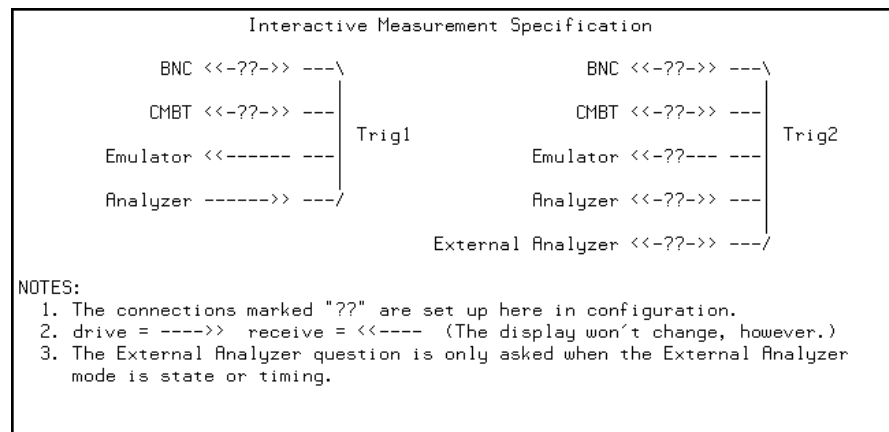 Interactive Measurement Specification
BNC <<-??->> ---\ BNC <<-??->> ---\
CMBT <<-??->> ---| CMBT <<-??->> ---|
Trig1 Trig2
Emulator <<------ ---| Emulator <<-??--- ---|
Analyzer ------>> ---/ Analyzer <<-??->> ---|
External Analyzer <<-??->> ---/
NOTES:
1. The connections marked "??" are set up here in configuration.
2. drive = ---->> receive = <<---- (The display won´t change, however.)
3. The External Analyzer question is only asked when the External Analyzer
mode is state or timing.